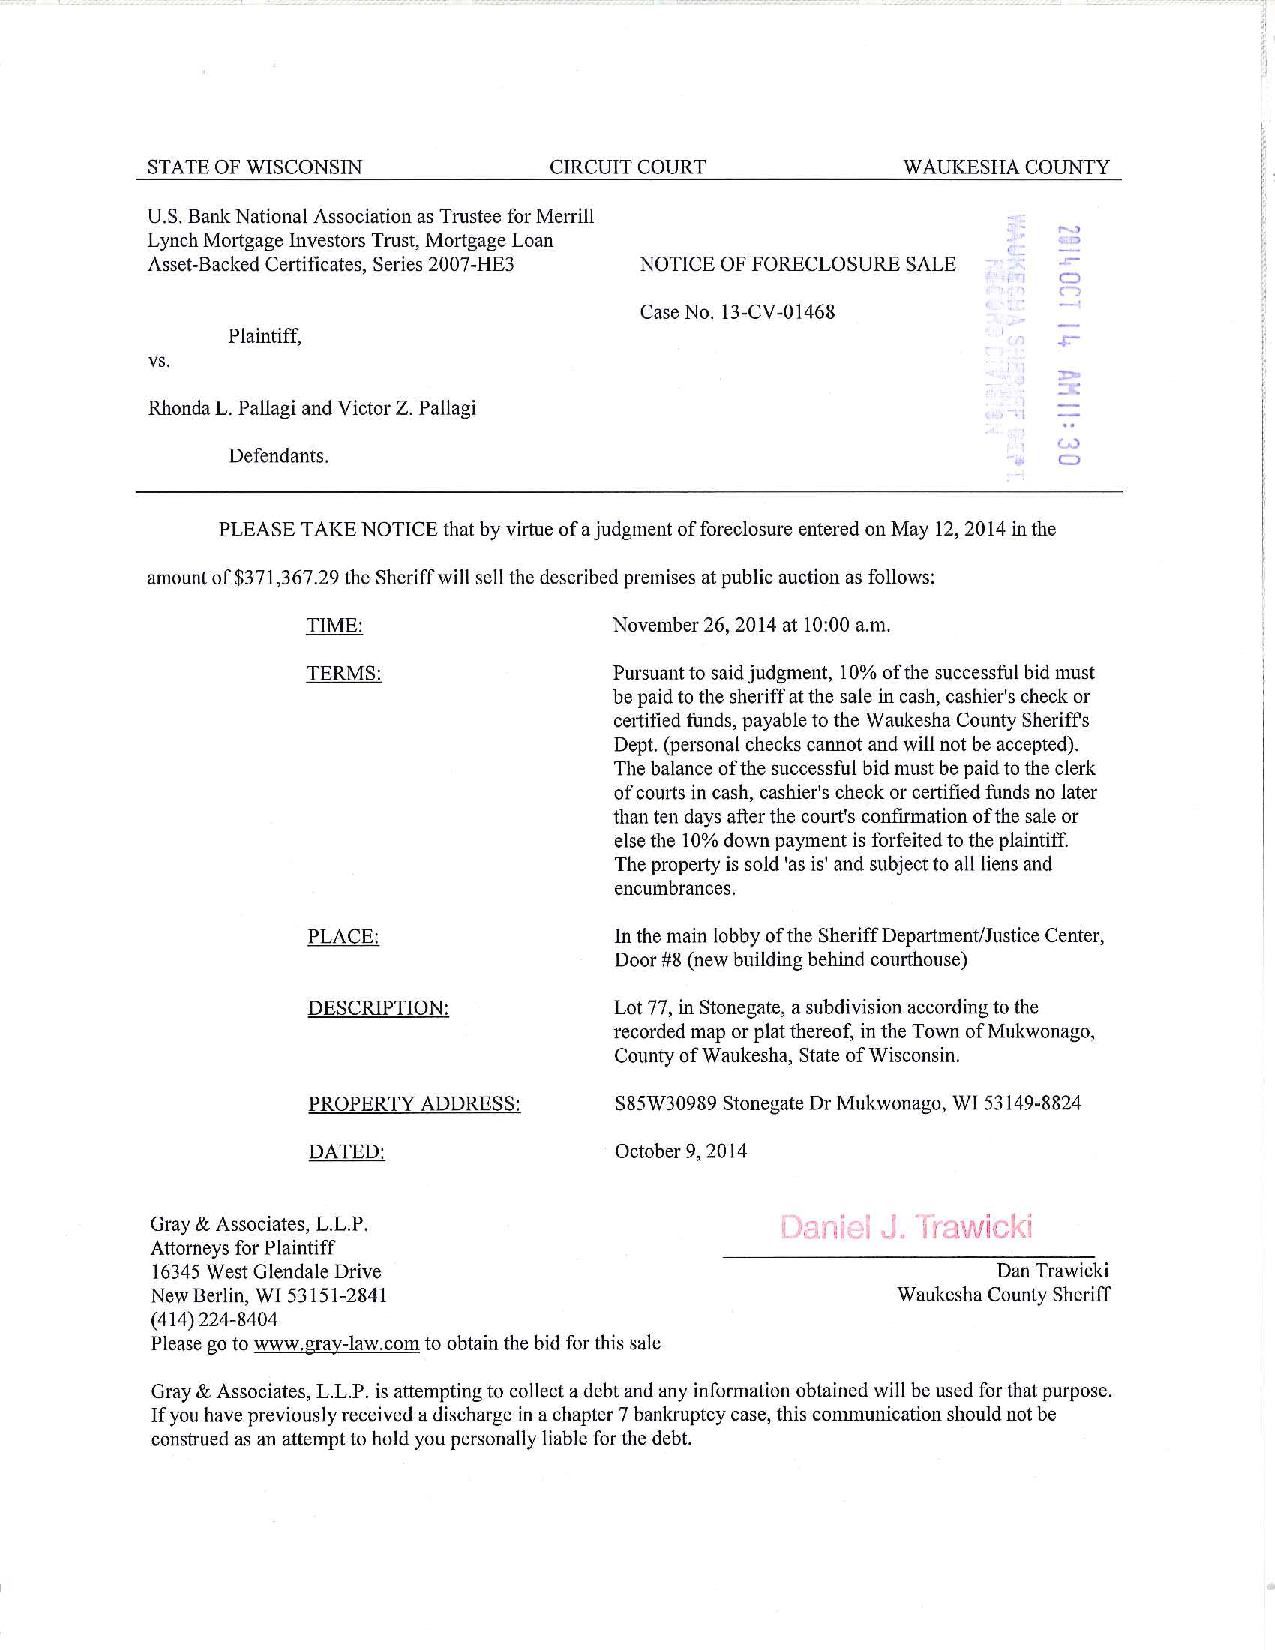 STATE OF WISCONSIN CIRCUIT COURT WAUKESHA COUNTY
U.S. Bank National Association as Trustee for Merrill
Lynch Mortgage Investors Trust, Mortgage Loan
Asset-Backed Certificates, Series 2007-HE3 NOTICE OF FORECLOSURE SALE
Case No. 13-CV-01468
Plaintiff,
vs.
Rhonda L. Pallagi and Victor Z. Pallagi
Defendants.
2014 OCT 14 AM 11:30
WAUKESHA SHERIFF DEPT
RECORDS DIVISION
PLEASE TAKE NOTICE that by virtue of a judgment of foreclosure entered on May 12, 2014 in the
amount of $371,367.29 the Sheriff will sell the described premises at public auction as follows:
TIME: November 26, 2014 at 10:00 a.m.
TERMS: Pursuant to said judgment, 10% of the successful bid must
be paid to the sheriff at the sale in cash, cashier's check or
certified funds, payable to the Waukesha County Sheriff's
Dept. (personal checks cannot and will not be accepted).
The balance of the successful bid must be paid to the clerk
of courts in cash, cashier's check or certified funds no later
than ten days after the court's confirmation of the sale or
else the 10% down payment is forfeited to the plaintiff.
The property is sold 'as is' and subject to all liens and
encumbrances.
PLACE: In the main lobby of the Sheriff Department/Justice Center,
Door #8 (new building behind courthouse)
DESCRIPTION: Lot 77, in Stonegate, a subdivision according to the
recorded map or plat thereof, in the Town of Mukwonago,
County of Waukesha, State of Wisconsin.
PROPERTY ADDRESS: S85W30989 Stonegate Dr Mukwonago, WI 53149-8824
DATED: October 9, 2014
Gray & Associates, L.L.P. Daniel J. Trawicki
Attorneys for Plaintiff
16345 West Glendale Drive Dan Trawicki
New Berlin, WI 53151-2841 Waukesha County Sheriff
(414) 224-8404
Please go to www.gray-law.com to obtain the bid for this sale
Gray & Associates, L.L.P. is attempting to collect a debt and any information obtained will be used for that purpose.
If you have previously received a discharge in a chapter 7 bankruptcy case, this communication should not be
construed as an attempt to hold you personally liable for the debt.